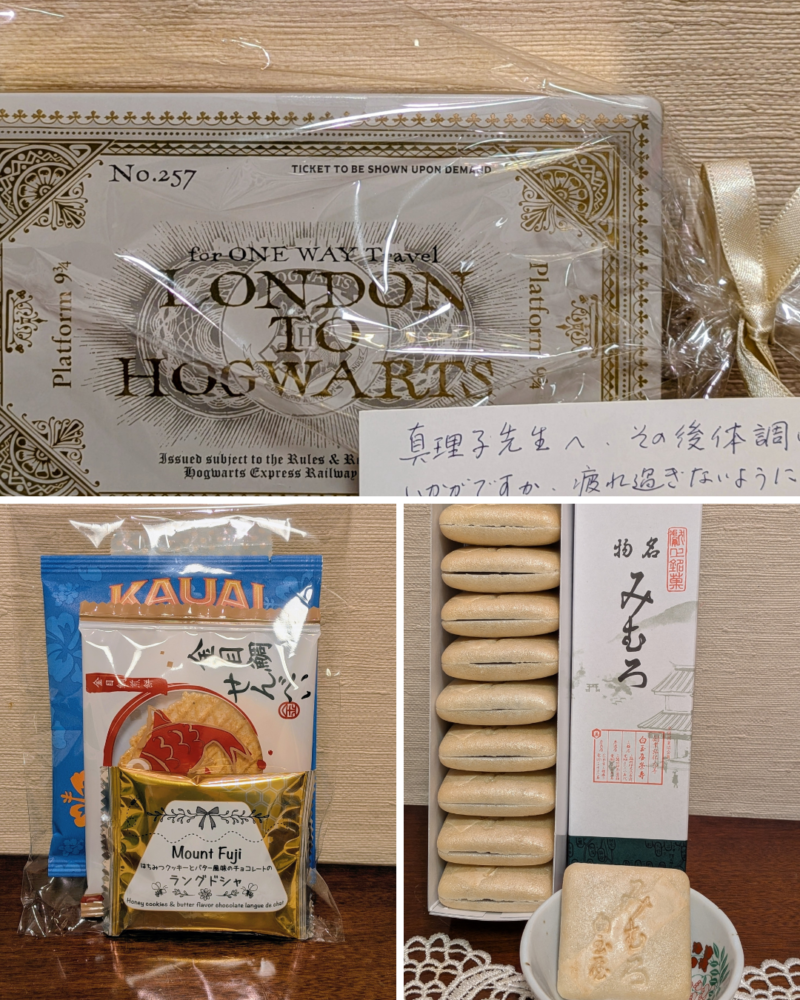 No.257
TICKET TO BE SHOWN UPON DEMAND
for ONE WAY Travel
LONDON
TO
HOGWARTS
Platform 9¾
Platform 9¾
HOGWARTS
Issued subject to the Rules &
Hogwarts Express Railway
真理子先生へ、その後体調
いかがですか、疲れ過ぎないように
KAUAI
金目鯛
せんべい
Mount Fuji
はちみつクッキーとバター風味のチョコレートの
ラングドシャ
Honey cookies & butter flavor chocolate langue de chat
名物
みむろ
みむろ